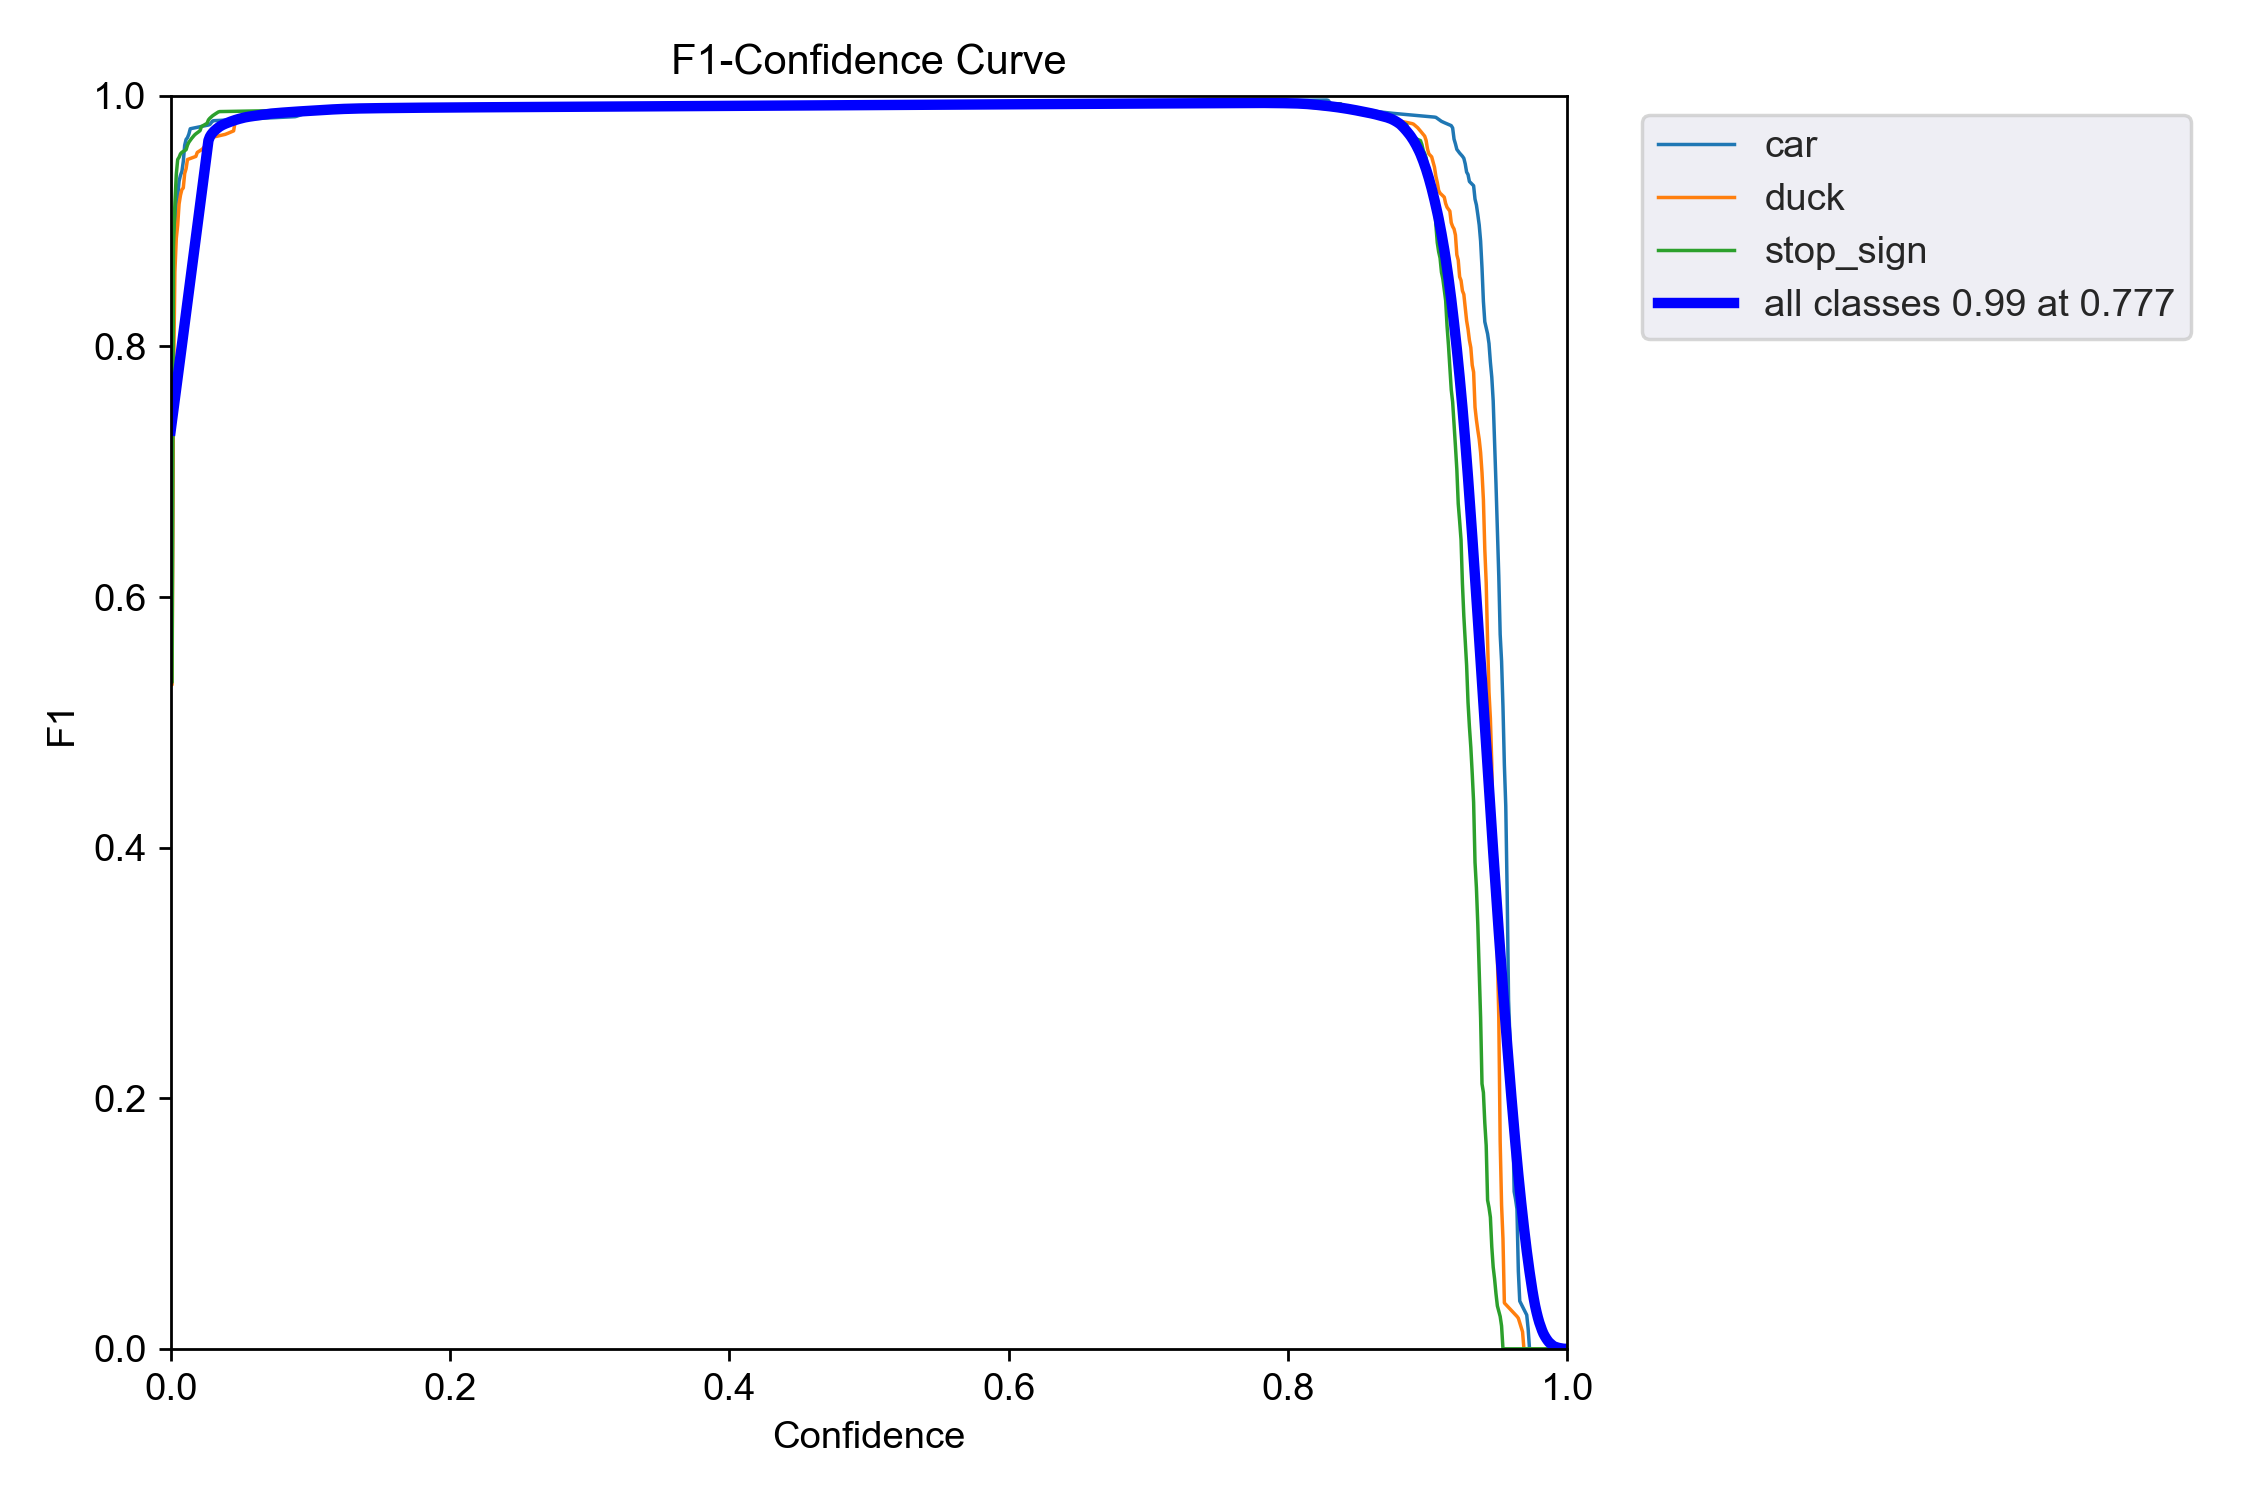 F1-Confidence Curve
1.0
0.8
0.6
0.4
0.2
0.0
F1
0.0 0.2 0.4 0.6 0.8 1.0
Confidence
car
duck
stop_sign
all classes 0.99 at 0.777